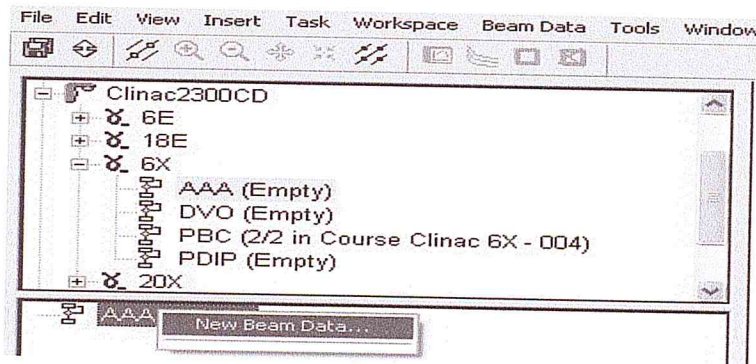 File Edit View Insert Task Workspace Beam Data Tools Window
Clinac2300CD
6E
18E
6X
AAA (Empty)
DVO (Empty)
PBC (2/2 in Course Clinac 6X - 004)
PDIP (Empty)
20X
AAA
New Beam Data...